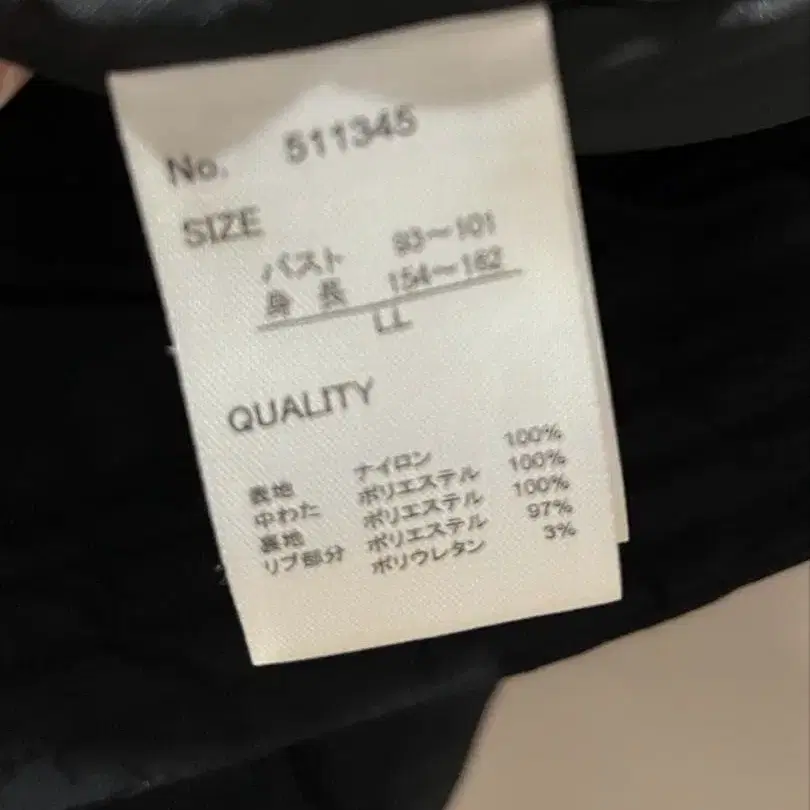 No. 511345
SIZE
バスト 93〜101
身長 154〜162
LL
QUALITY
表地 ナイロン 100%
中わた ポリエステル 100%
裏地 ポリエステル 100%
リブ部分 ポリエステル 97%
ポリウレタン 3%